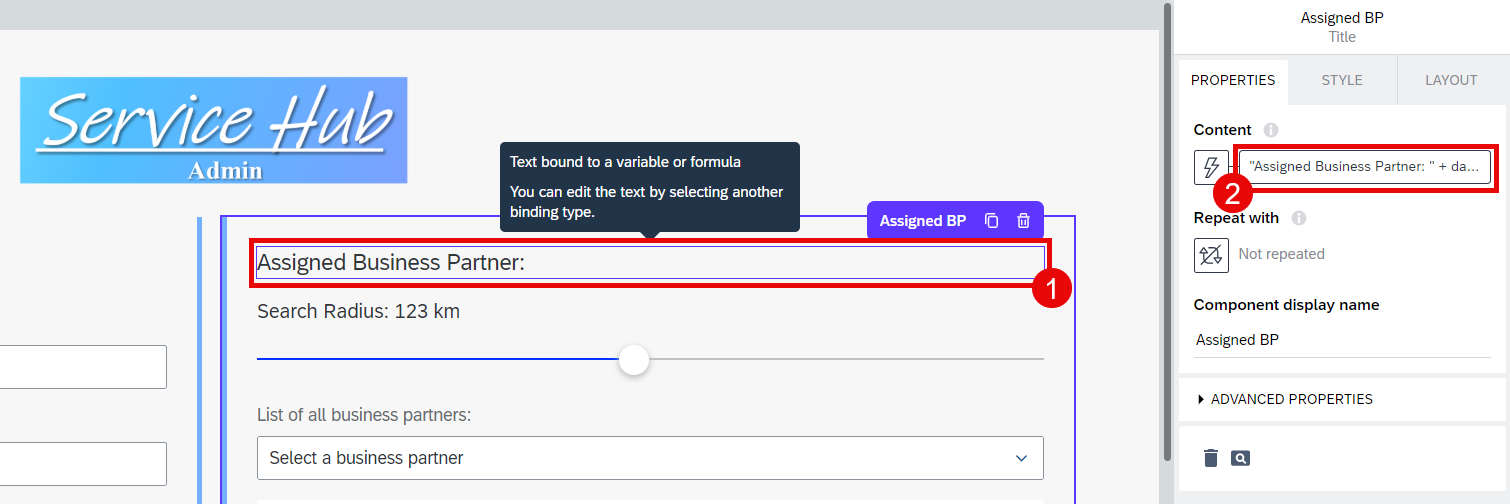 Service Hub
Admin
Text bound to a variable or formula
You can edit the text by selecting another
binding type.
Assigned BP
Assigned Business Partner:
1
Search Radius: 123 km
List of all business partners:
Select a business partner
Assigned BP
Title
PROPERTIES
STYLE
LAYOUT
Content
"Assigned Business Partner: " + da...
2
Repeat with
Not repeated
Component display name
Assigned BP
ADVANCED PROPERTIES